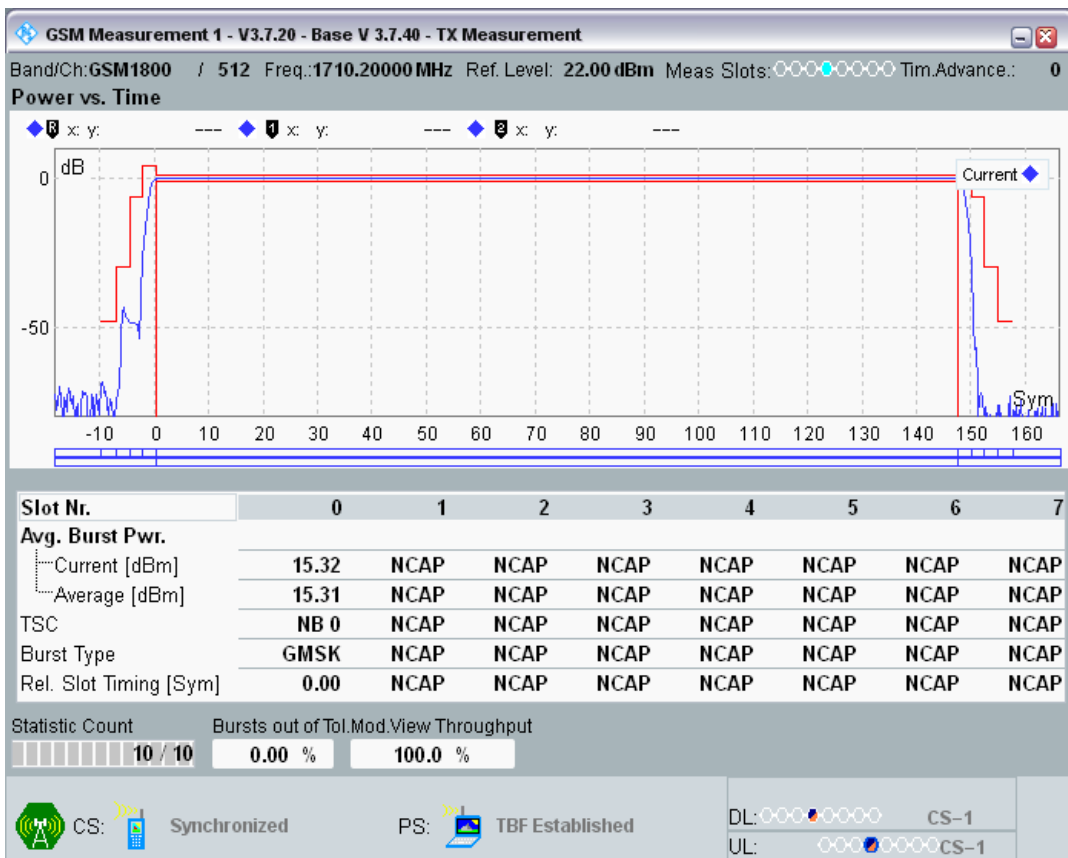 GSM Measurement 1 - V3.7.20 - Base V 3.7.40 - TX Measurement
Band/Ch:GSM1800 / 512 Freq.:1710.20000 MHz Ref. Level: 22.00 dBm Meas Slots: Tim.Advance.: 0
Power vs. Time
R x: y: --- 1 x: y: --- 2 x: y: ---
dB
Current
0
-50
Sym
-10 0 10 20 30 40 50 60 70 80 90 100 110 120 130 140 150 160
Slot Nr. 0 1 2 3 4 5 6 7
Avg. Burst Pwr.
Current [dBm] 15.32 NCAP NCAP NCAP NCAP NCAP NCAP NCAP
Average [dBm] 15.31 NCAP NCAP NCAP NCAP NCAP NCAP NCAP
TSC NB 0 NCAP NCAP NCAP NCAP NCAP NCAP NCAP
Burst Type GMSK NCAP NCAP NCAP NCAP NCAP NCAP NCAP
Rel. Slot Timing [Sym] 0.00 NCAP NCAP NCAP NCAP NCAP NCAP NCAP
Statistic Count Bursts out of Tol.Mod.View Throughput
10 / 10 0.00 % 100.0 %
CS: Synchronized PS: TBF Established
DL: CS-1
UL: CS-1